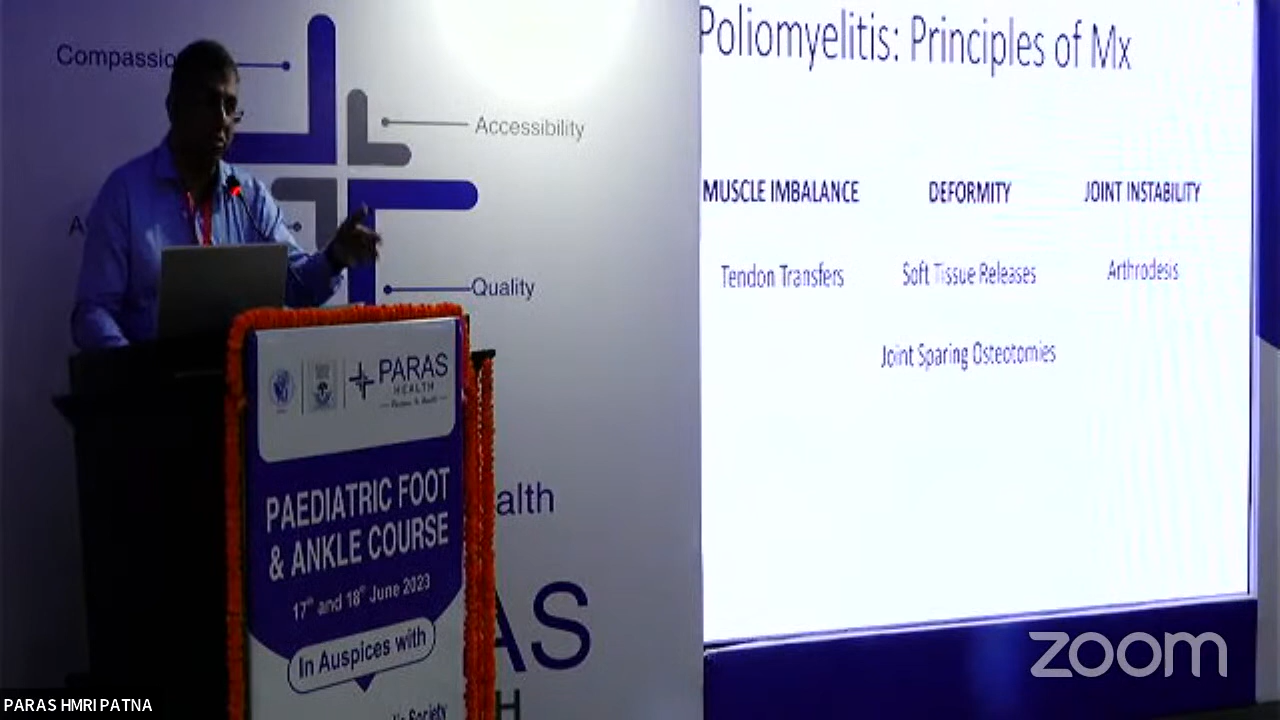 Compassio
Accessibility
A
Quality
alth
AS
H
PARAS
HEALTH
PAEDIATRIC FOOT
& ANKLE COURSE
17th and 18th June 2023
In Auspices with
Society
Poliomyelitis: Principles of Mx
MUSCLE IMBALANCE DEFORMITY JOINT INSTABILITY
Tendon Transfers Soft Tissue Releases Arthrodesis
Joint Sparing Osteotomies
zoom
PARAS HMRI PATNA